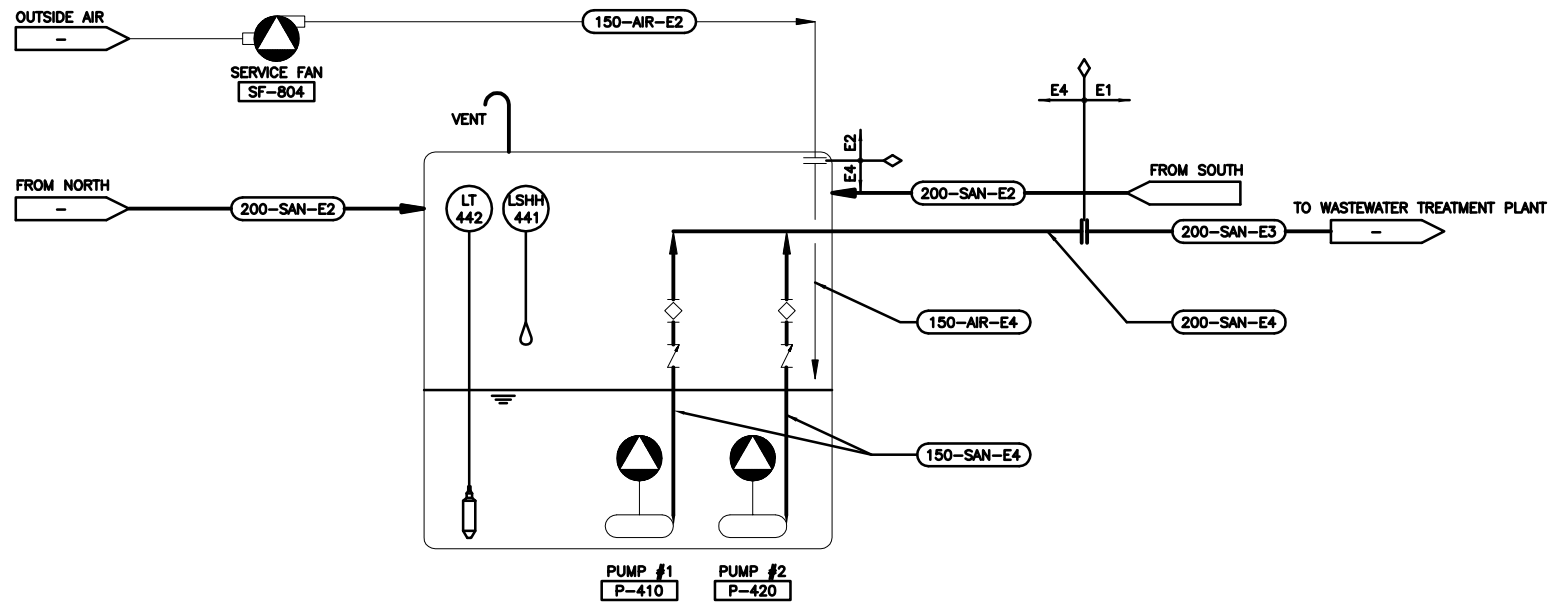 OUTSIDE AIR
-
150-AIR-E2
SERVICE FAN
SF-804
VENT
E4 E1
E2
E4
FROM NORTH
-
200-SAN-E2
LT
442
LSHH
441
200-SAN-E2
FROM SOUTH
TO WASTEWATER TREATMENT PLANT
200-SAN-E3
-
150-AIR-E4
200-SAN-E4
150-SAN-E4
PUMP #1
P-410
PUMP #2
P-420